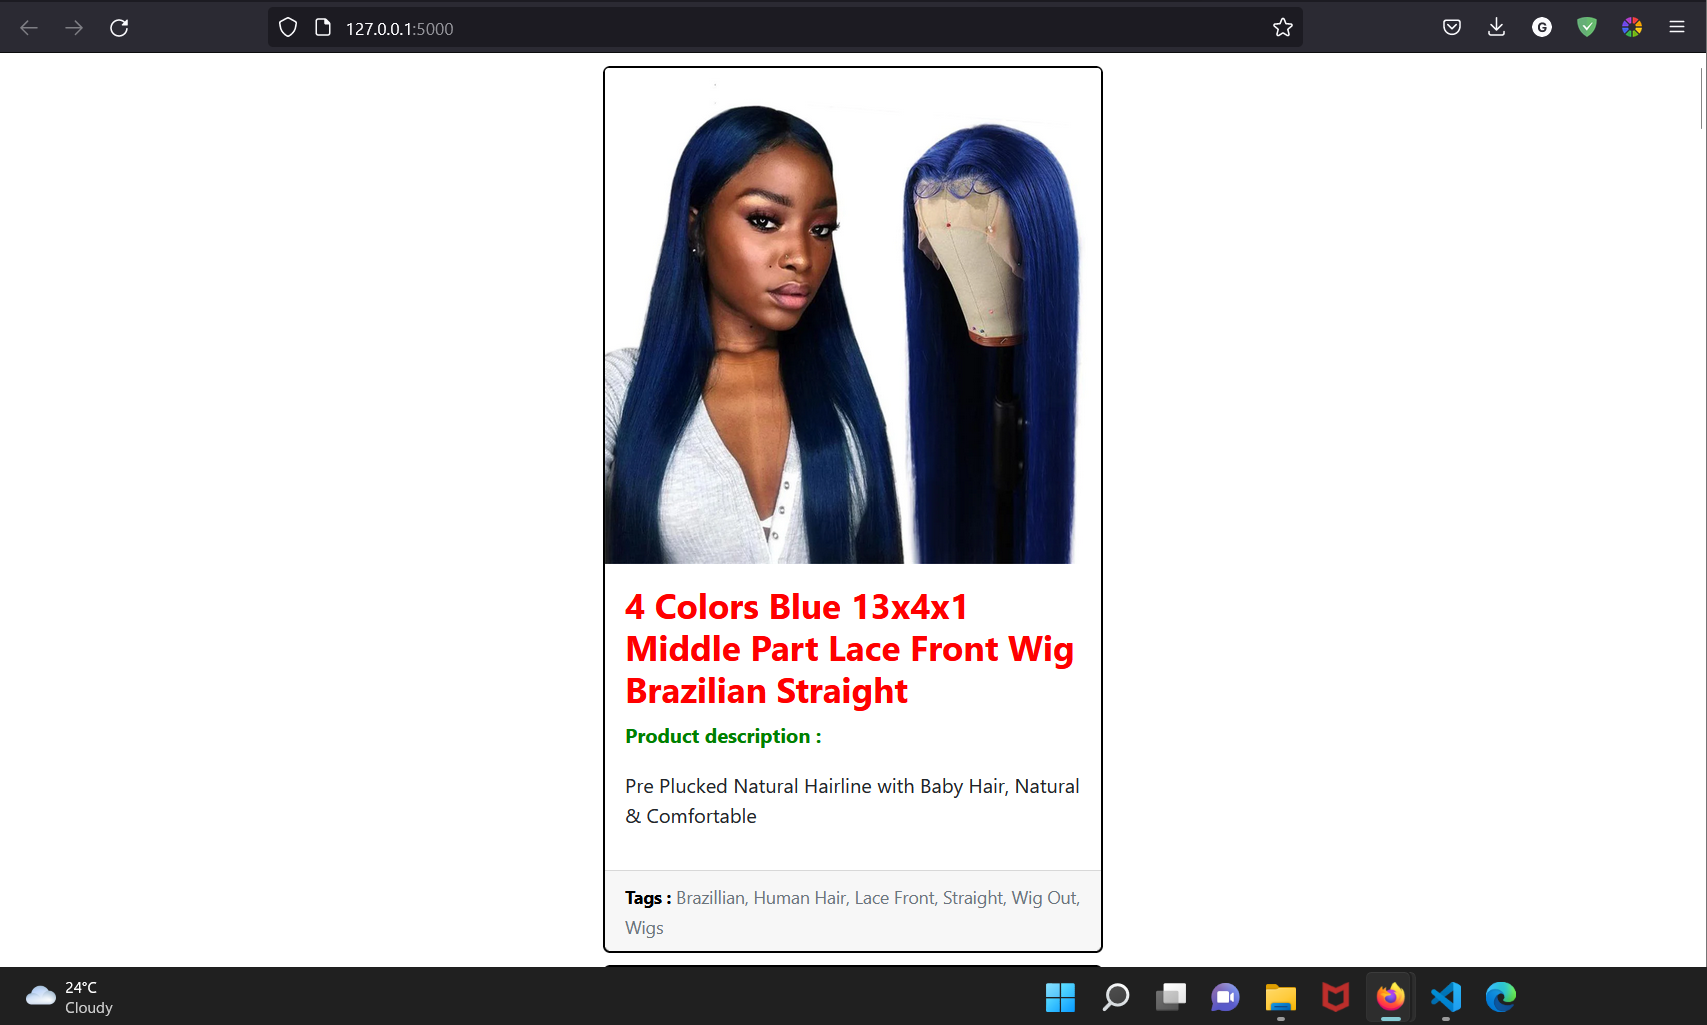 127.0.0.1:5000
4 Colors Blue 13x4x1
Middle Part Lace Front Wig
Brazilian Straight
Product description :
Pre Plucked Natural Hairline with Baby Hair, Natural
& Comfortable
Tags : Brazillian, Human Hair, Lace Front, Straight, Wig Out,
Wigs
24°C
Cloudy